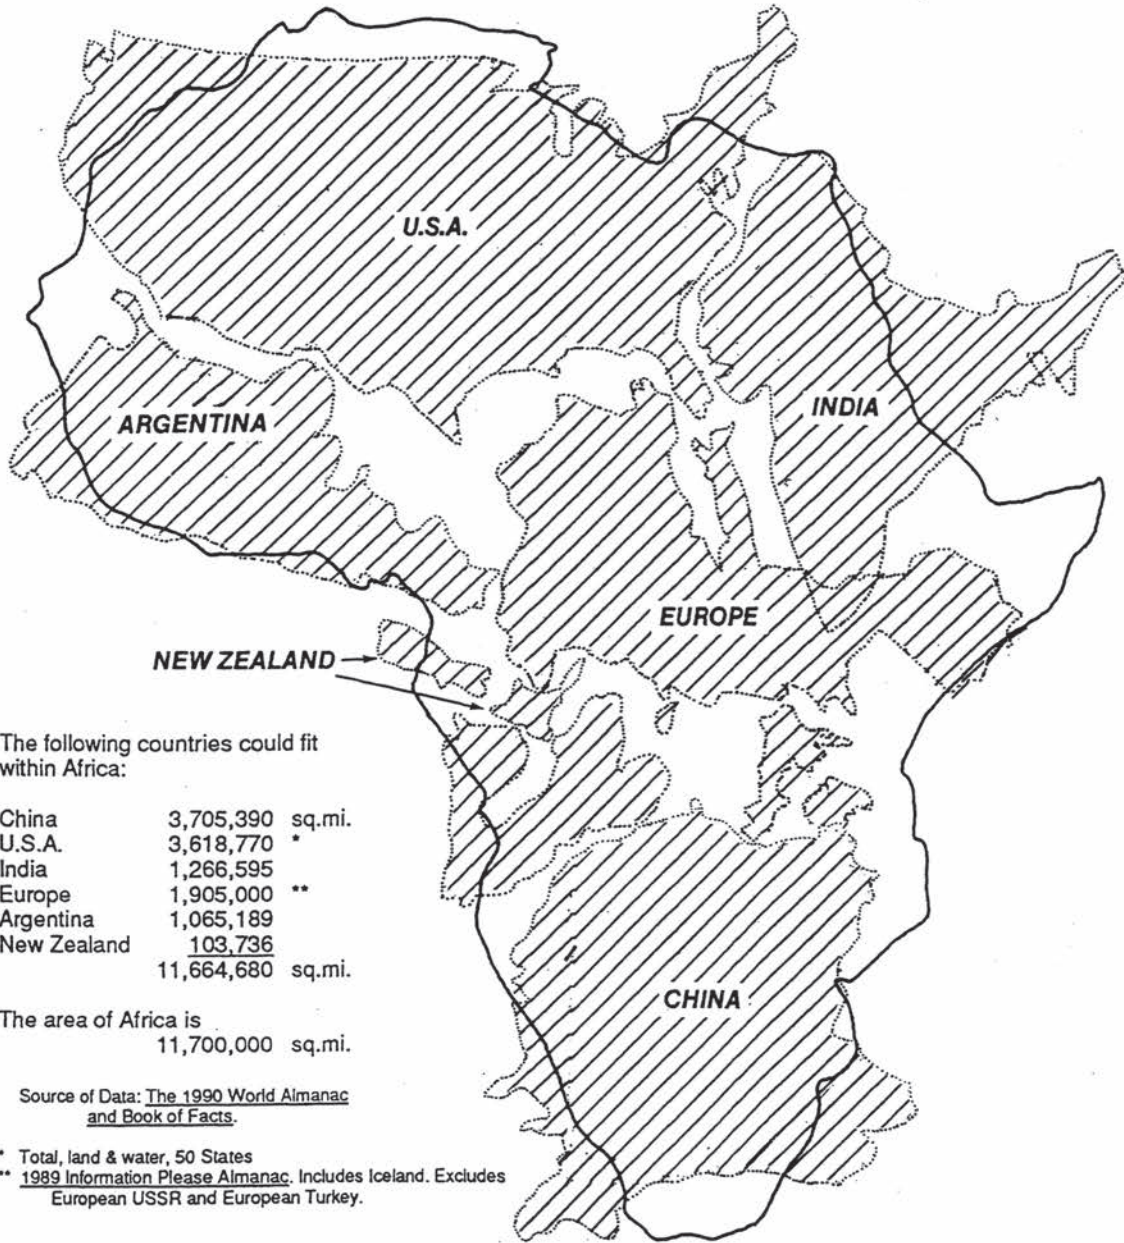 U.S.A.
ARGENTINA
INDIA
EUROPE
NEW ZEALAND
CHINA
The following countries could fit
within Africa:
China 3,705,390 sq.mi.
U.S.A. 3,618,770 *
India 1,266,595
Europe 1,905,000 **
Argentina 1,065,189
New Zealand 103,736
11,664,680 sq.mi.
The area of Africa is
11,700,000 sq.mi.
Source of Data: The 1990 World Almanac
and Book of Facts.
* Total, land & water, 50 States
** 1989 Information Please Almanac. Includes Iceland. Excludes
European USSR and European Turkey.